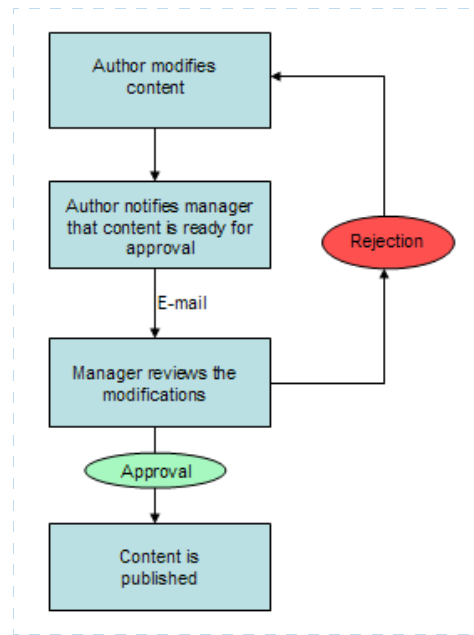 Author modifies
content
Author notifies manager
that content is ready for
approval
Rejection
E-mail
Manager reviews the
modifications
Approval
Content is
published